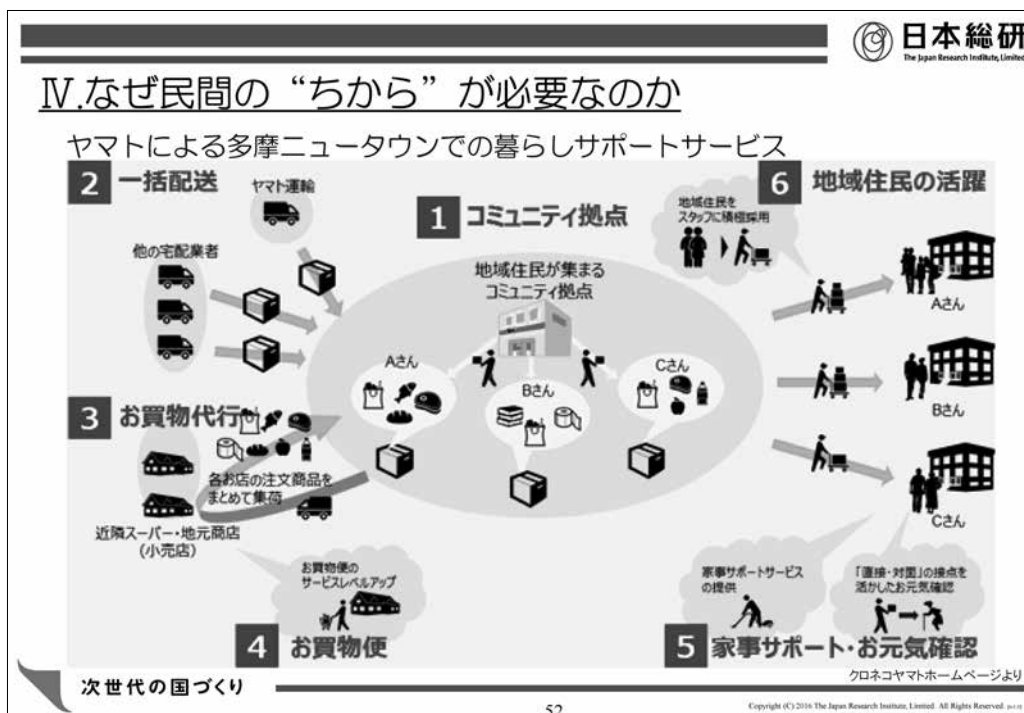 日本総研
The Japan Research Institute, Limited
Ⅳ.なぜ民間の“ちから”が必要なのか
ヤマトによる多摩ニュータウンでの暮らしサポートサービス
2 一括配送
ヤマト運輸
他の宅配業者
1 コミュニティ拠点
地域住民が集まる
コミュニティ拠点
Aさん
Bさん
Cさん
6 地域住民の活躍
地域住民を
スタッフに積極採用
Aさん
Bさん
Cさん
3 お買物代行
各お店の注文商品を
まとめて集荷
近隣スーパー・地元商店
(小売店)
お買物便の
サービスレベルアップ
4 お買物便
家事サポートサービス
の提供
「直接・対面」の接点を
活かしたお元気確認
5 家事サポート・お元気確認
クロネコヤマトホームページより
次世代の国づくり
52
Copyright (C) 2016 The Japan Research Institute, Limited. All Rights Reserved.